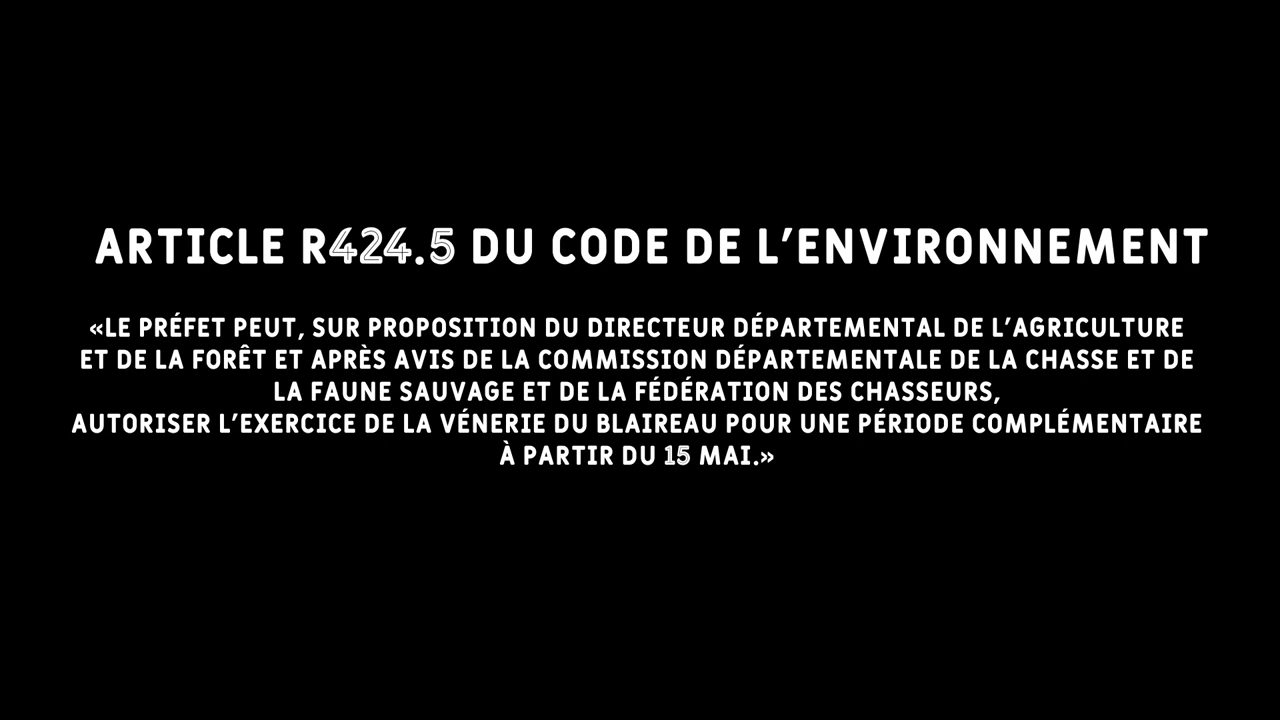 ARTICLE R424.5 DU CODE DE L'ENVIRONNEMENT
«LE PRÉFET PEUT, SUR PROPOSITION DU DIRECTEUR DÉPARTEMENTAL DE L'AGRICULTURE
ET DE LA FORÊT ET APRÈS AVIS DE LA COMMISSION DÉPARTEMENTALE DE LA CHASSE ET DE
LA FAUNE SAUVAGE ET DE LA FÉDÉRATION DES CHASSEURS,
AUTORISER L'EXERCICE DE LA VÉNERIE DU BLAIREAU POUR UNE PÉRIODE COMPLÉMENTAIRE
À PARTIR DU 15 MAI.»